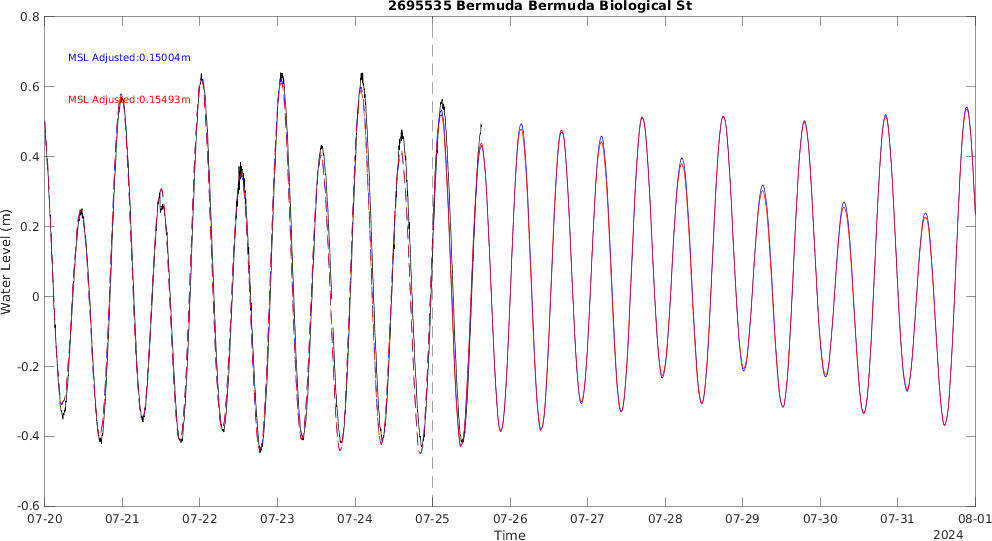 2695535 Bermuda Bermuda Biological St
MSL Adjusted:0.15004m
MSL Adjusted:0.15493m
Water Level (m)
0.8
0.6
0.4
0.2
0
-0.2
-0.4
-0.6
07-20 07-21 07-22 07-23 07-24 07-25 07-26 07-27 07-28 07-29 07-30 07-31 08-01
Time
2024